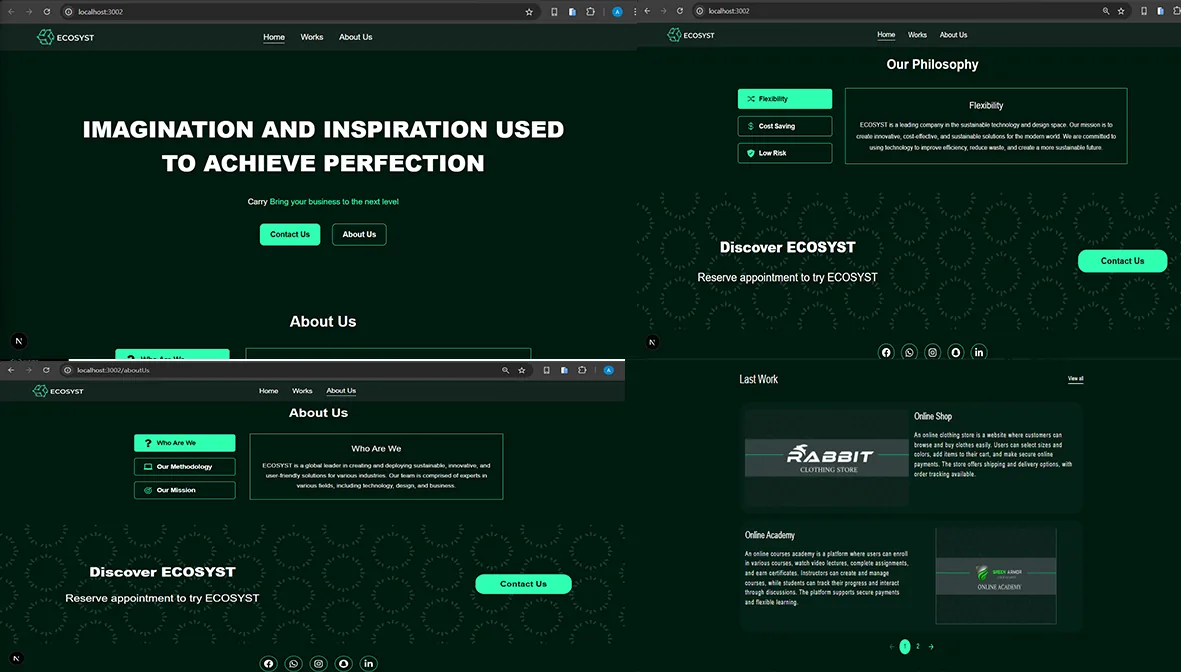 localhost:3002
ECOSYST
Home Works About Us
IMAGINATION AND INSPIRATION USED
TO ACHIEVE PERFECTION
Carry Bring your business to the next level
Contact Us About Us
About Us
Who Are We
N
localhost:3002
ECOSYST
Home Works About Us
Our Philosophy
Flexibility
Cost Saving
Low Risk
Flexibility
ECOSYST is a leading company in the sustainable technology and design space. Our mission is to
create innovative, cost-effective, and sustainable solutions for the modern world. We are committed to
using technology to improve efficiency, reduce waste, and create a more sustainable future.
Discover ECOSYST
Reserve appointment to try ECOSYST
Contact Us
N
localhost:3002/aboutUs
ECOSYST
Home Works About Us
About Us
Who Are We
Our Methodology
Our Mission
Who Are We
ECOSYST is a global leader in creating and deploying sustainable, innovative, and
user-friendly solutions for various industries. Our team is comprised of experts in
various fields, including technology, design, and business.
Discover ECOSYST
Reserve appointment to try ECOSYST
Contact Us
N
Last Work
View all
RABBIT
CLOTHING STORE
Online Shop
An online clothing store is a website where customers can
browse and buy clothes easily. Users can select sizes and
colors, add items to their cart, and make secure online
payments. The store offers shipping and delivery options, with
order tracking available.
Online Academy
An online courses academy is a platform where users can enroll
in various courses, watch video lectures, complete assignments,
and earn certificates. Instructors can create and manage
courses, while students can track their progress and interact
through discussions. The platform supports secure payments
and flexible learning.
GREEN ARMOR
ONLINE ACADEMY
1 2